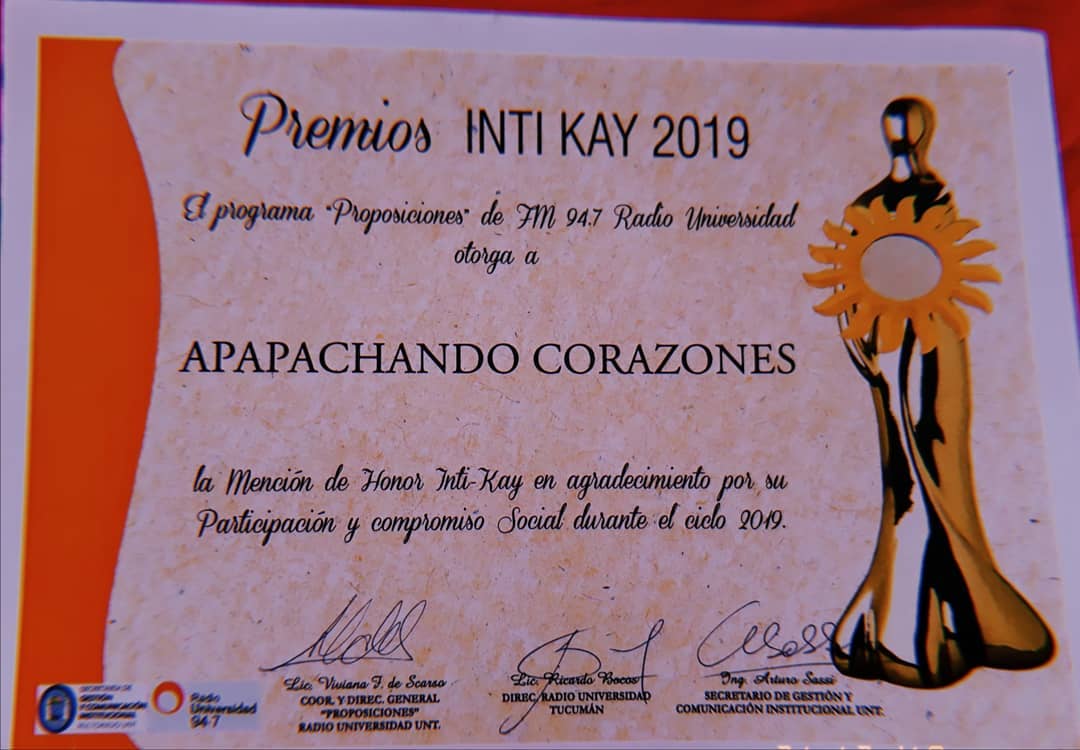 Premios INTI KAY 2019
El programa "Proposiciones" de FM 94.7 Radio Universidad
otorga a
APAPACHANDO CORAZONES
la Mención de Honor Inti-Kay en agradecimiento por su
Participación y compromiso Social durante el ciclo 2019.
Lic. Viviana F. de Scarso
COOR. Y DIREC. GENERAL
"PROPOSICIONES"
RADIO UNIVERSIDAD UNT.
Lic. Ricardo Bocos
DIREC. RADIO UNIVERSIDAD
TUCUMÁN
Ing. Arturo Sassi
SECRETARIO DE GESTIÓN Y
COMUNICACIÓN INSTITUCIONAL UNT.
SECRETARÍA DE
GESTIÓN
Y COMUNICACIÓN
INSTITUCIONAL
Radio
Universidad
94.7